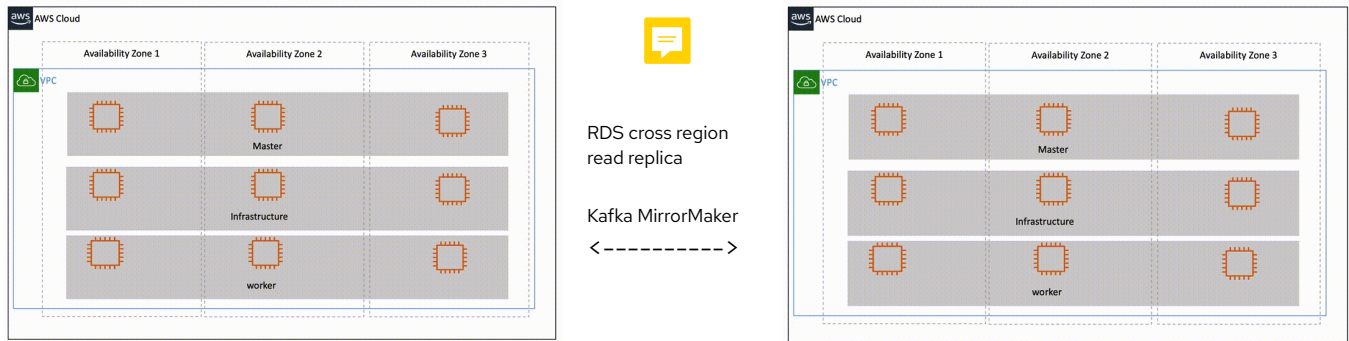 aws AWS Cloud
Availability Zone 1 Availability Zone 2 Availability Zone 3
VPC
Master
Infrastructure
worker
RDS cross region
read replica
Kafka MirrorMaker
aws AWS Cloud
Availability Zone 1 Availability Zone 2 Availability Zone 3
VPC
Master
Infrastructure
worker